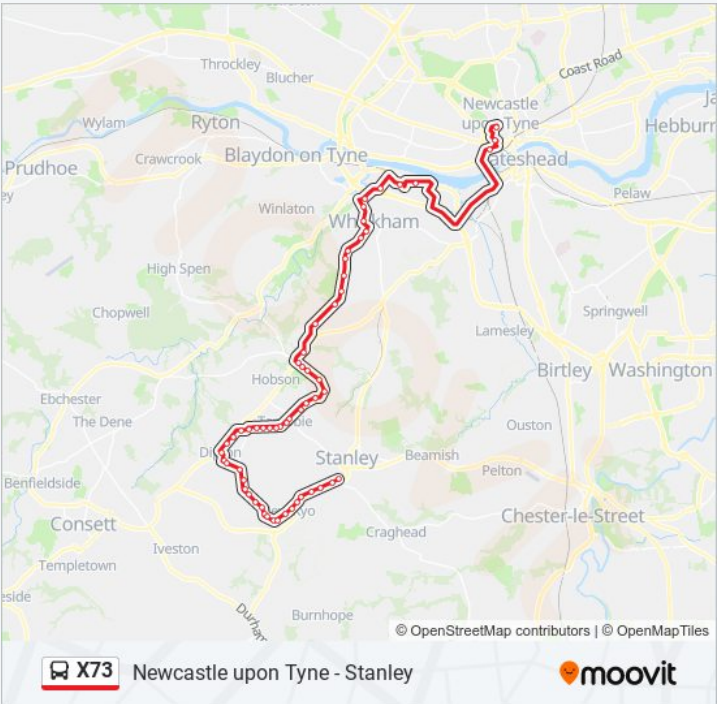 Throckley
Blucher
Coast Road
Newcastle
upon Tyne
Wylam
Ryton
Hebburn
Crawcrook
Blaydon on Tyne
Gateshead
Prudhoe
Pelaw
Winlaton
Whickham
High Spen
Chopwell
Springwell
Lamesley
Hobson
Birtley
Washington
Ebchester
The Dene
Ouston
Stanley
Beamish
Pelton
Benfieldside
Consett
Chester-le-Street
Craghead
Iveston
Templetown
eside
Burnhope
Durham
© OpenStreetMap contributors | © OpenMapTiles
X73 Newcastle upon Tyne - Stanley
moovit